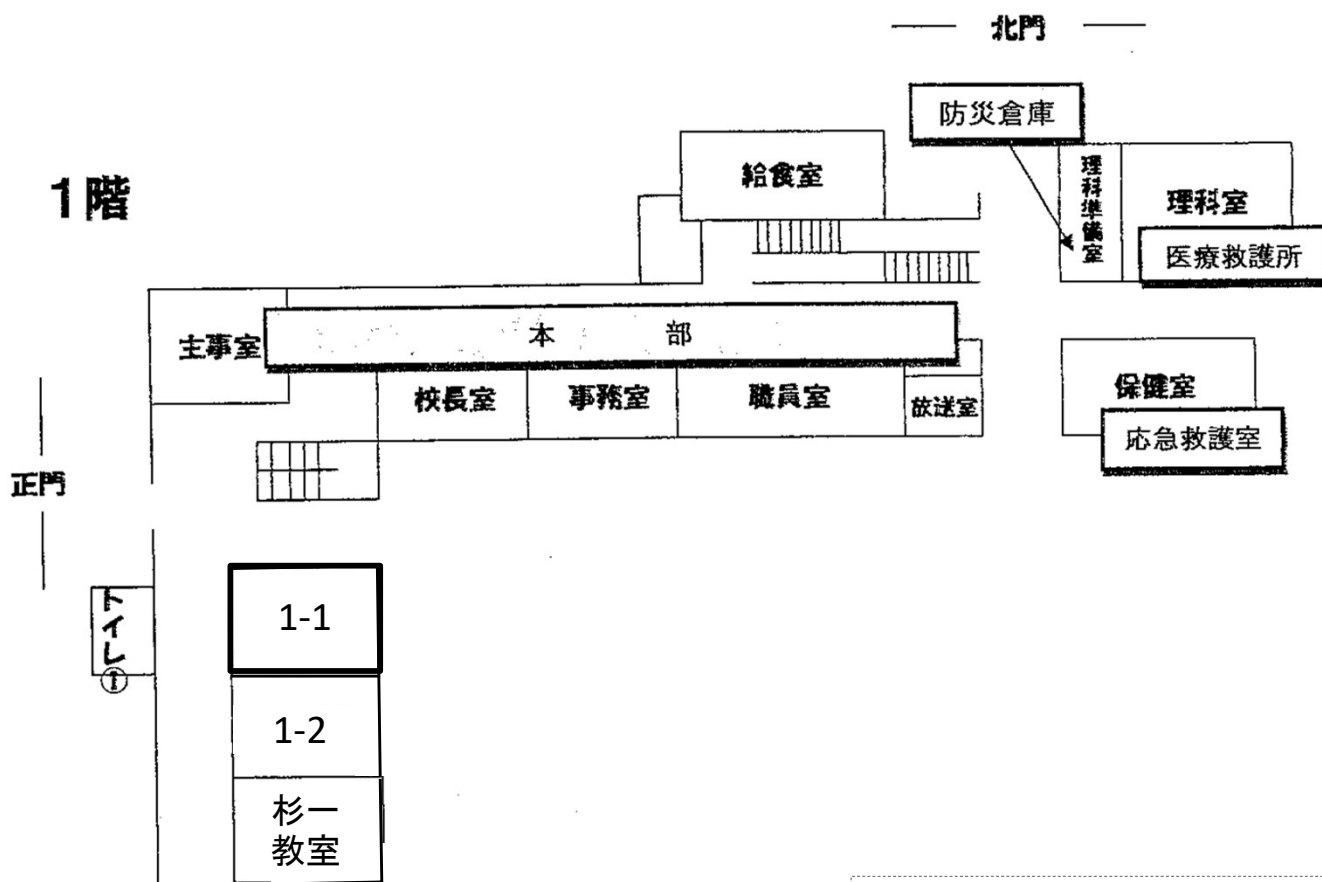 北門
防災倉庫
1階
給食室
理科準備室
理科室
医療救護所
主事室
本 部
校長室
事務室
職員室
放送室
保健室
応急救護室
正門
トイレ
①
1-1
1-2
杉一
教室